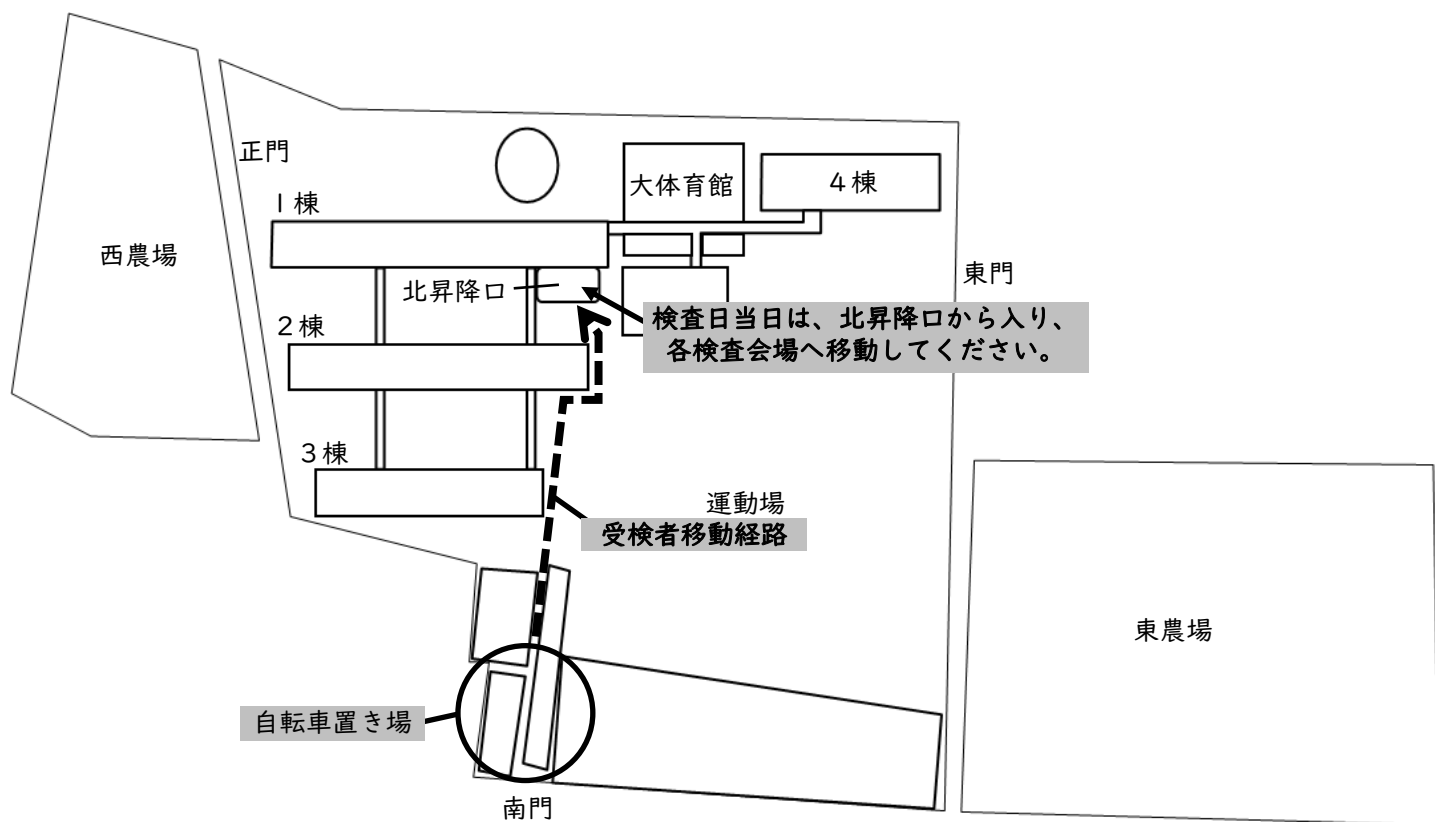 正門
大体育館
４棟
１棟
西農場
東門
北昇降口
検査日当日は、北昇降口から入り、
各検査会場へ移動してください。
２棟
３棟
運動場
受検者移動経路
東農場
自転車置き場
南門